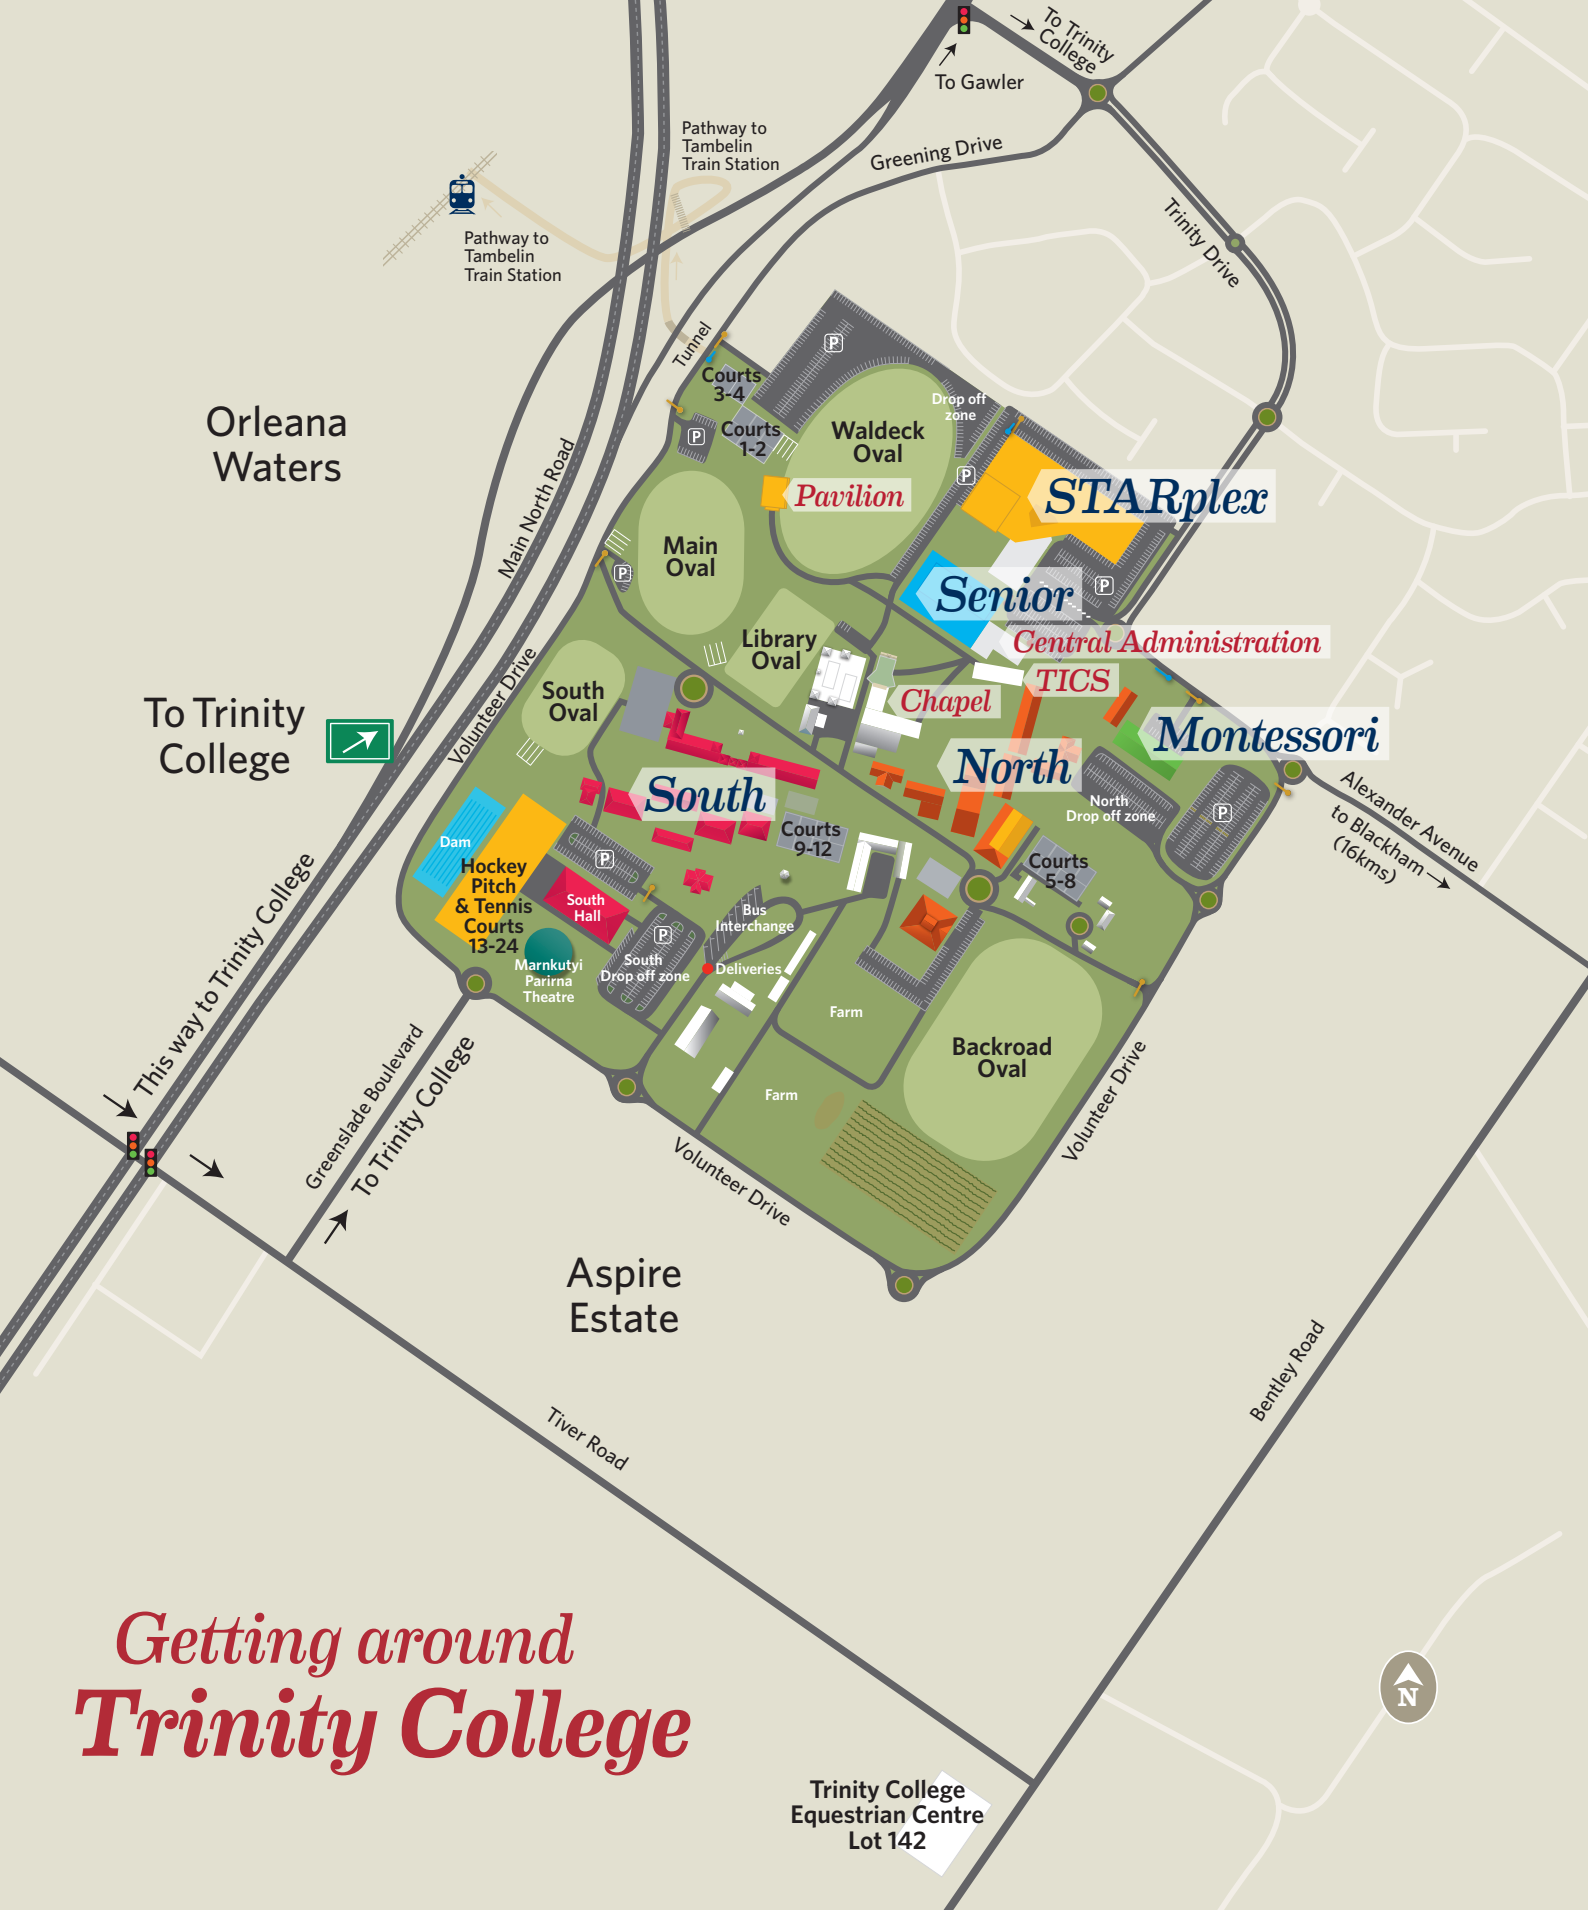 To Trinity
College
To Gawler
Pathway to
Tambelin
Train Station
Greening Drive
Trinity Drive
Pathway to
Tambelin
Train Station
Tunnel
P
Courts
3-4
Drop off
zone
Orleana
Waters
P
Courts
1-2
Waldeck
Oval
P
Pavilion
STARplex
Main North Road
Main
Oval
P
P
Senior
Library
Oval
Central Administration
TICS
Chapel
South
Oval
Volunteer Drive
To Trinity
College
Montessori
North
South
North
Drop off zone
P
Alexander Avenue
to Blackham
(16kms)
Courts
9-12
Dam
P
Courts
5-8
Hockey
Pitch
& Tennis
Courts
13-24
South
Hall
Bus
Interchange
P
South
Drop off zone
Deliveries
Marnkutyi
Parirna
Theatre
This way to Trinity College
Farm
Backroad
Oval
Farm
Greenslade Boulevard
To Trinity College
Volunteer Drive
Volunteer Drive
Aspire
Estate
Bentley Road
Tiver Road
Getting around
Trinity College
N
Trinity College
Equestrian Centre
Lot 142